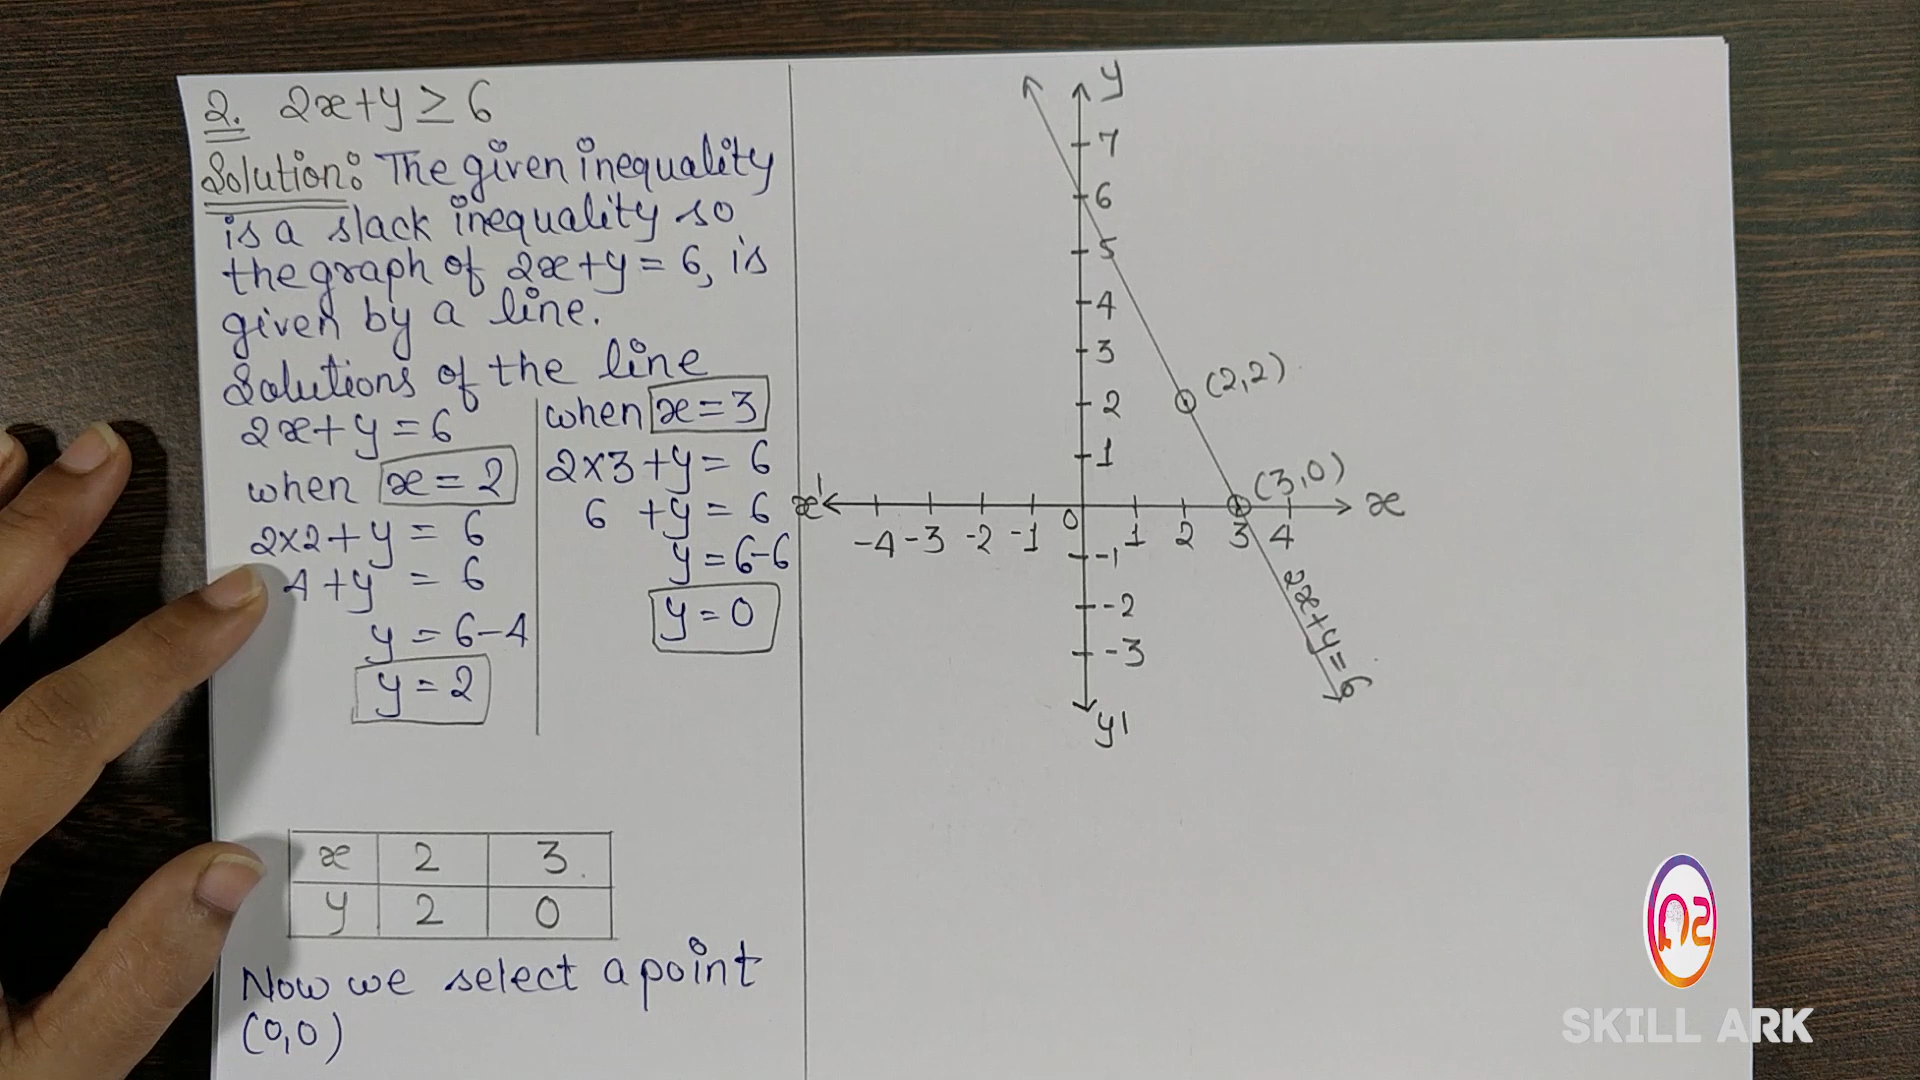 2. 2x+y ≥ 6
Solution: The given inequality
is a slack inequality so
the graph of 2x+y = 6, is
given by a line.
Solutions of the line
2x+y = 6
when x = 2
2×2+y = 6
4+y = 6
y = 6-4
y = 2
when x = 3
2×3+y = 6
6 +y = 6
y = 6-6
y = 0
x 2 3
y 2 0
Now we select a point
(0,0)
y
7
6
5
4
3
2
1
(2,2)
(3,0)
x' x
-4 -3 -2 -1 0 1 2 3 4
-1
-2
-3
y'
2x+y=6
SKILL ARK